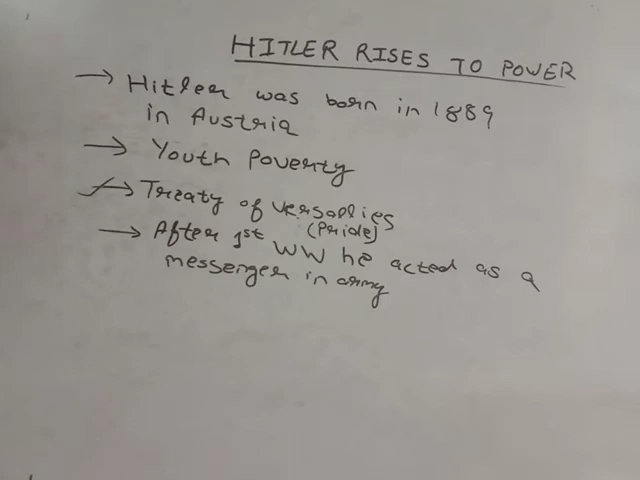 HITLER RISES TO POWER
→ Hitler was born in 1889
in Austria
→ Youth Poverty
→ Treaty of versaplies
(Pride)
→ After 1st WW he acted as a
messenger in army